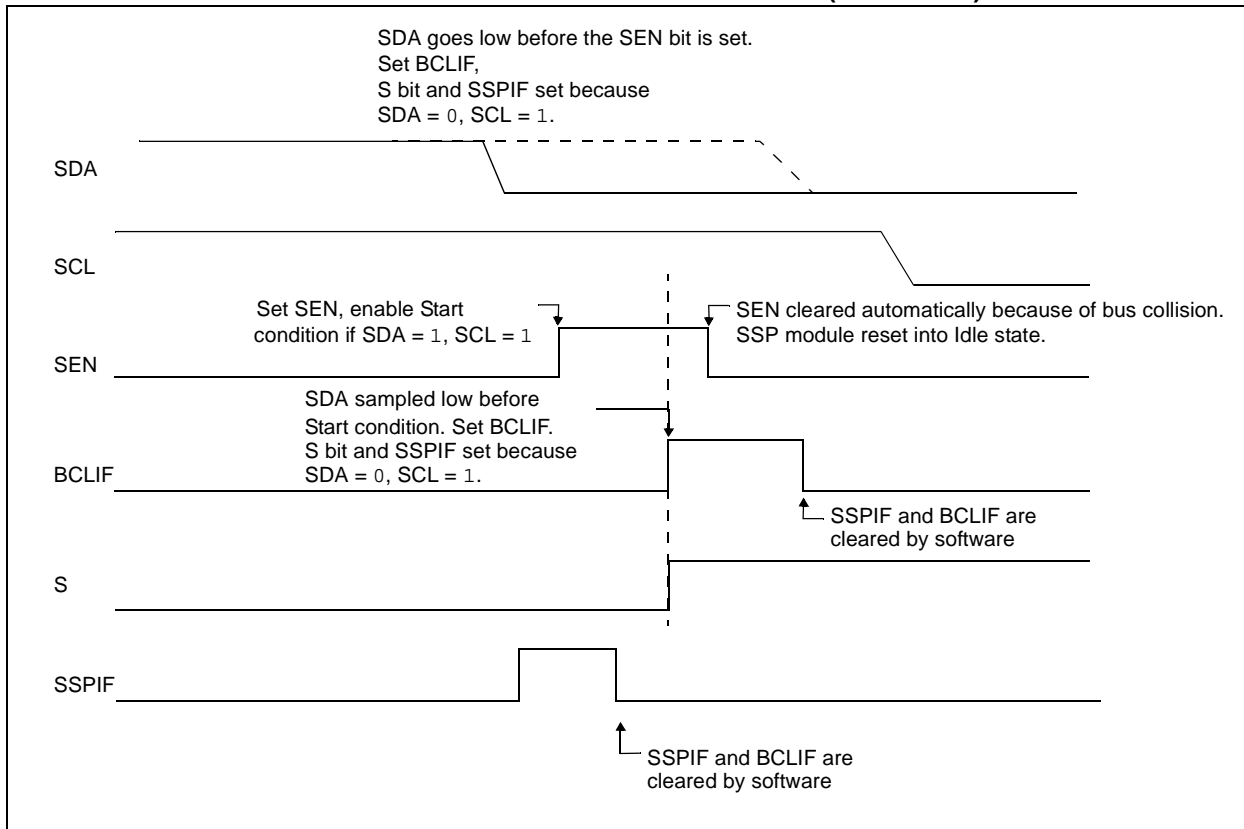 SDA goes low before the SEN bit is set.
Set BCLIF,
S bit and SSPIF set because
SDA = 0, SCL = 1.
SDA
SCL
Set SEN, enable Start
condition if SDA = 1, SCL = 1
SEN cleared automatically because of bus collision.
SSP module reset into Idle state.
SEN
SDA sampled low before
Start condition. Set BCLIF.
S bit and SSPIF set because
SDA = 0, SCL = 1.
BCLIF
SSPIF and BCLIF are
cleared by software
S
SSPIF
SSPIF and BCLIF are
cleared by software